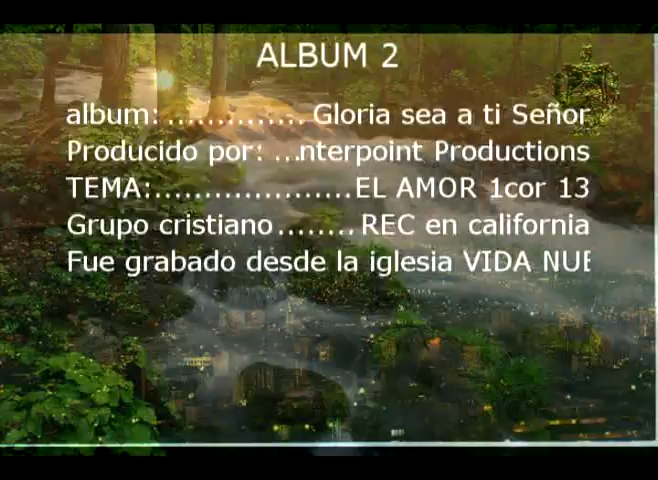 ALBUM 2
album: .............. Gloria sea a ti Señor
Producido por: ...nterpoint Productions
TEMA:....................EL AMOR 1cor 13
Grupo cristiano........REC en california
Fue grabado desde la iglesia VIDA NUE